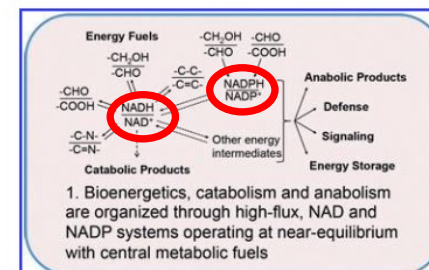 Energy Fuels
-CH₂OH
-CHO
-CH₂OH
-CHO
-CHO
-COOH
-CHO
-COOH
-C-C-
-C=C-
NADH
NAD⁺
NADPH
NADP⁺
-C-N-
-C=N-
Other energy
intermediates
Catabolic Products
Anabolic Products
Defense
Signaling
Energy Storage
1. Bioenergetics, catabolism and anabolism
are organized through high-flux, NAD and
NADP systems operating at near-equilibrium
with central metabolic fuels